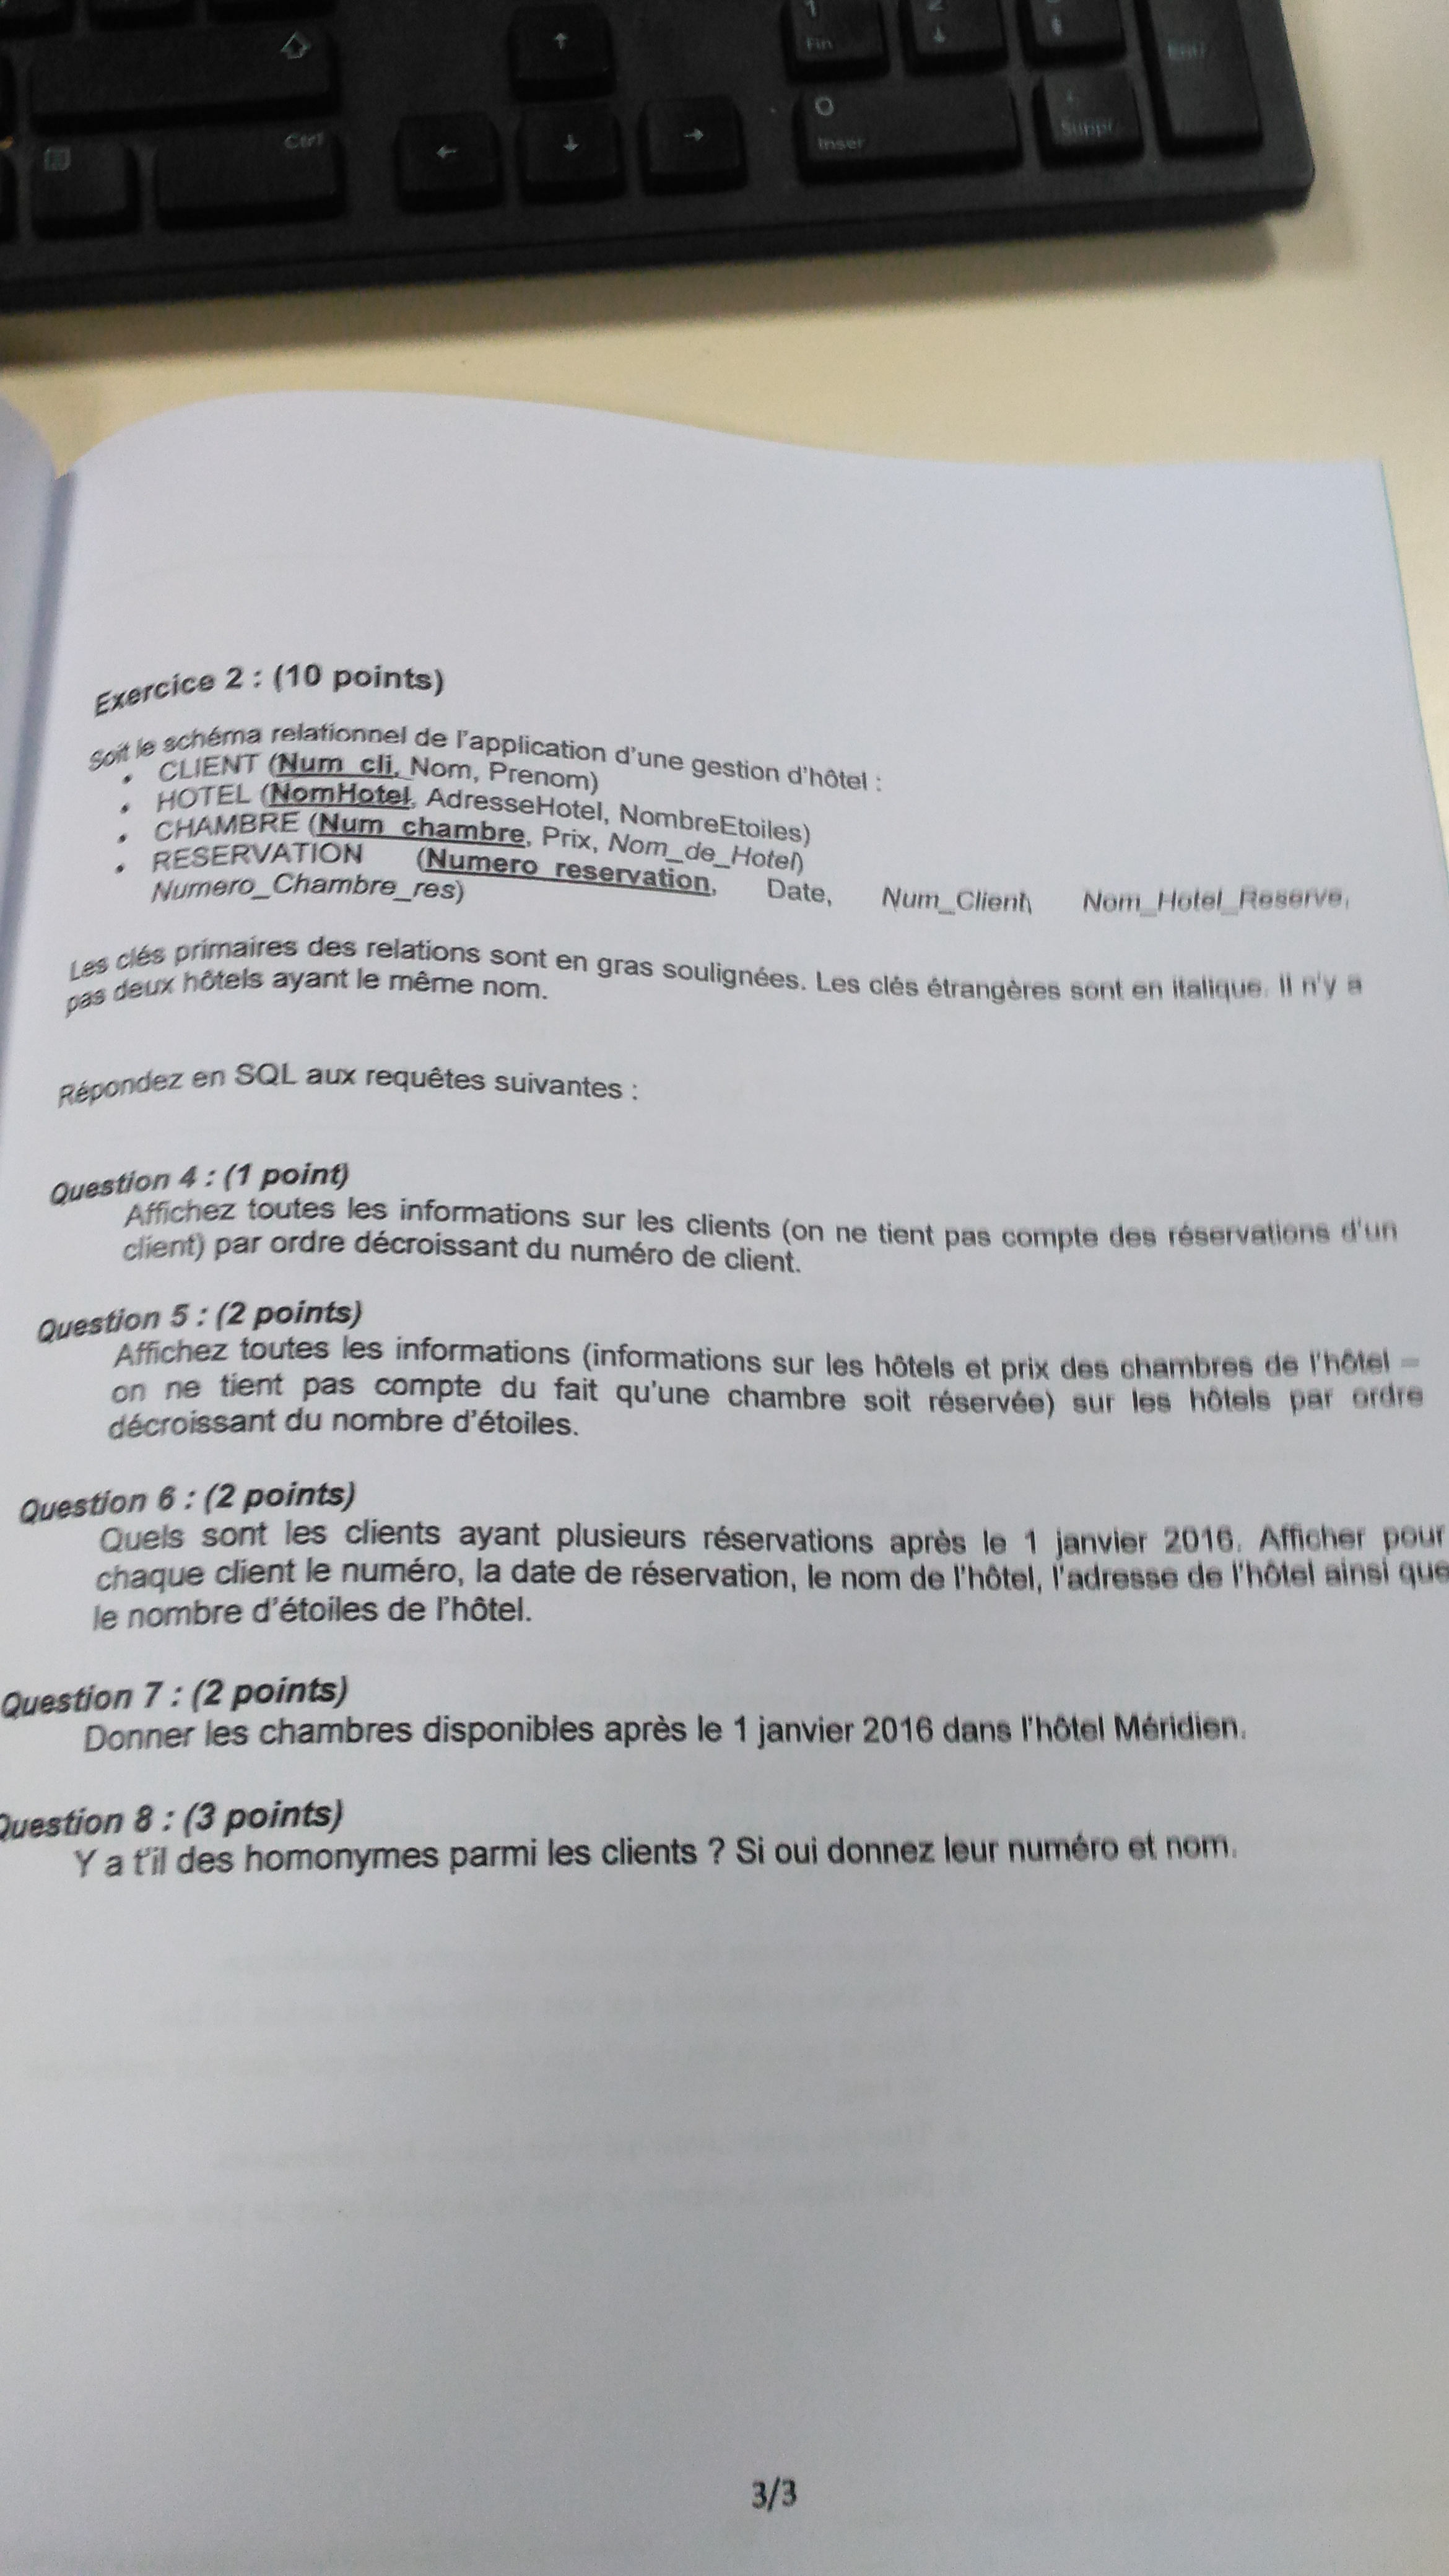 Ctrl
1
Fin
2
0
Inser
Suppr
Exercice 2 : (10 points)
Soit le schéma relationnel de l'application d'une gestion d'hôtel :
• CLIENT (Num_cli, Nom, Prenom)
• HOTEL (NomHotel, AdresseHotel, NombreEtoiles)
• CHAMBRE (Num_chambre, Prix, Nom_de_Hotel)
• RESERVATION (Numero_reservation, Date, Num_Client, Nom_Hotel_Reserve,
Numero_Chambre_res)
Les clés primaires des relations sont en gras soulignées. Les clés étrangères sont en italique. Il n'y a
pas deux hôtels ayant le même nom.
Répondez en SQL aux requêtes suivantes :
Question 4 : (1 point)
Affichez toutes les informations sur les clients (on ne tient pas compte des réservations d'un
client) par ordre décroissant du numéro de client.
Question 5 : (2 points)
Affichez toutes les informations (informations sur les hôtels et prix des chambres de l'hôtel –
on ne tient pas compte du fait qu'une chambre soit réservée) sur les hôtels par ordre
décroissant du nombre d'étoiles.
Question 6 : (2 points)
Quels sont les clients ayant plusieurs réservations après le 1 janvier 2016. Afficher pour
chaque client le numéro, la date de réservation, le nom de l'hôtel, l'adresse de l'hôtel ainsi que
le nombre d'étoiles de l'hôtel.
Question 7 : (2 points)
Donner les chambres disponibles après le 1 janvier 2016 dans l'hôtel Méridien.
Question 8 : (3 points)
Y a t'il des homonymes parmi les clients ? Si oui donnez leur numéro et nom.
3/3